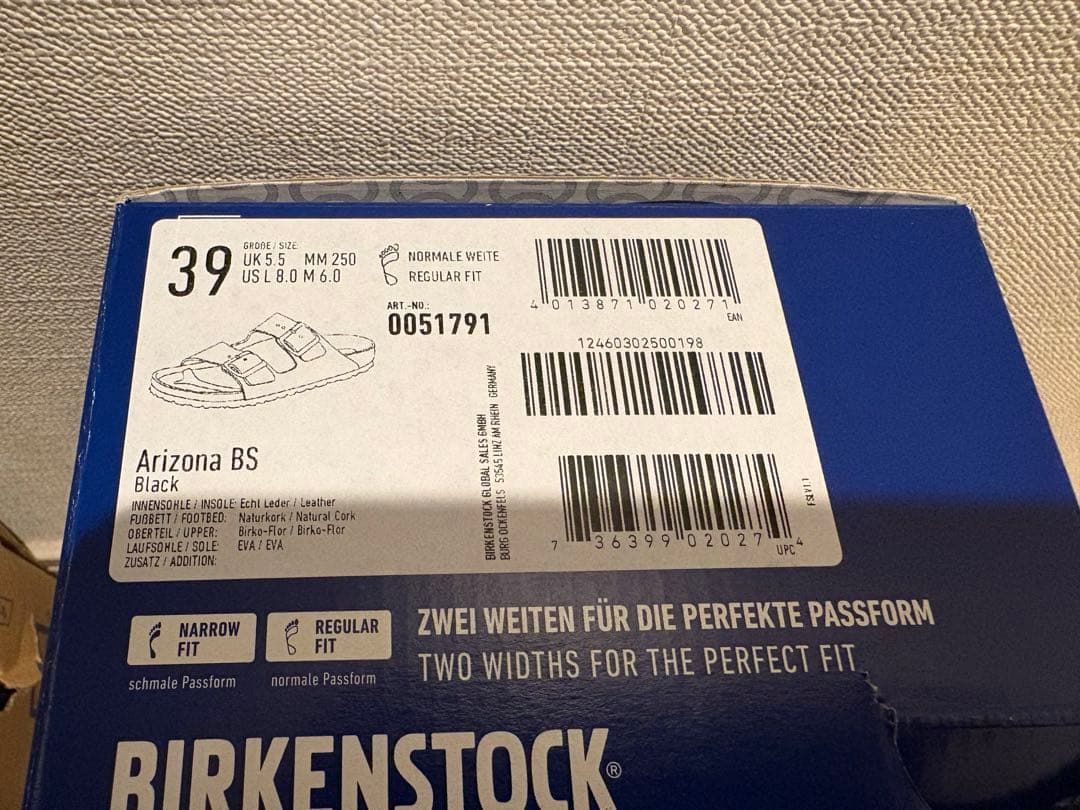 39
GRÖßE / SIZE:
UK 5.5 MM 250
US L 8.0 M 6.0
NORMALE WEITE
REGULAR FIT
ART.-NO.:
0051791
4 013871 020271
EAN
12460302500198
7 36399 02027 4
UPC
FSLV1.1
BIRKENSTOCK GLOBAL SALES GMBH
BURG OCKENFELS 53545 LINZ AM RHEIN GERMANY
Arizona BS
Black
INNENSOHLE / INSOLE: Echt Leder / Leather
FUßBETT / FOOTBED: Naturkork / Natural Cork
OBERTEIL / UPPER: Birko-Flor / Birko-Flor
LAUFSOHLE / SOLE: EVA / EVA
ZUSATZ / ADDITION:
NARROW
FIT
schmale Passform
REGULAR
FIT
normale Passform
ZWEI WEITEN FÜR DIE PERFEKTE PASSFORM
TWO WIDTHS FOR THE PERFECT FIT
BIRKENSTOCK®